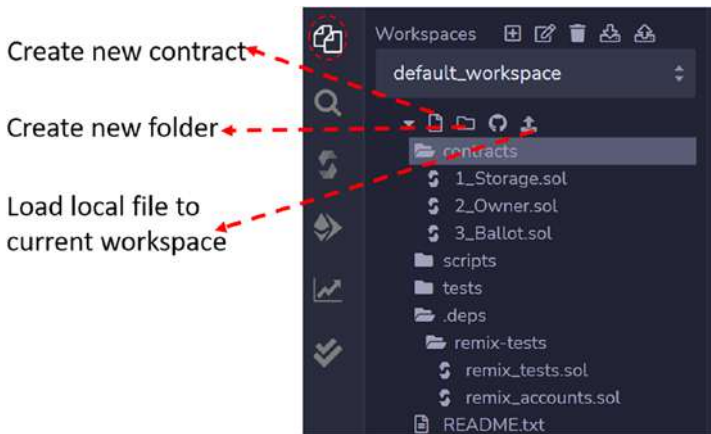 Create new contract
Create new folder
Load local file to
current workspace
Workspaces
default_workspace
contracts
1_Storage.sol
2_Owner.sol
3_Ballot.sol
scripts
tests
.deps
remix-tests
remix_tests.sol
remix_accounts.sol
README.txt